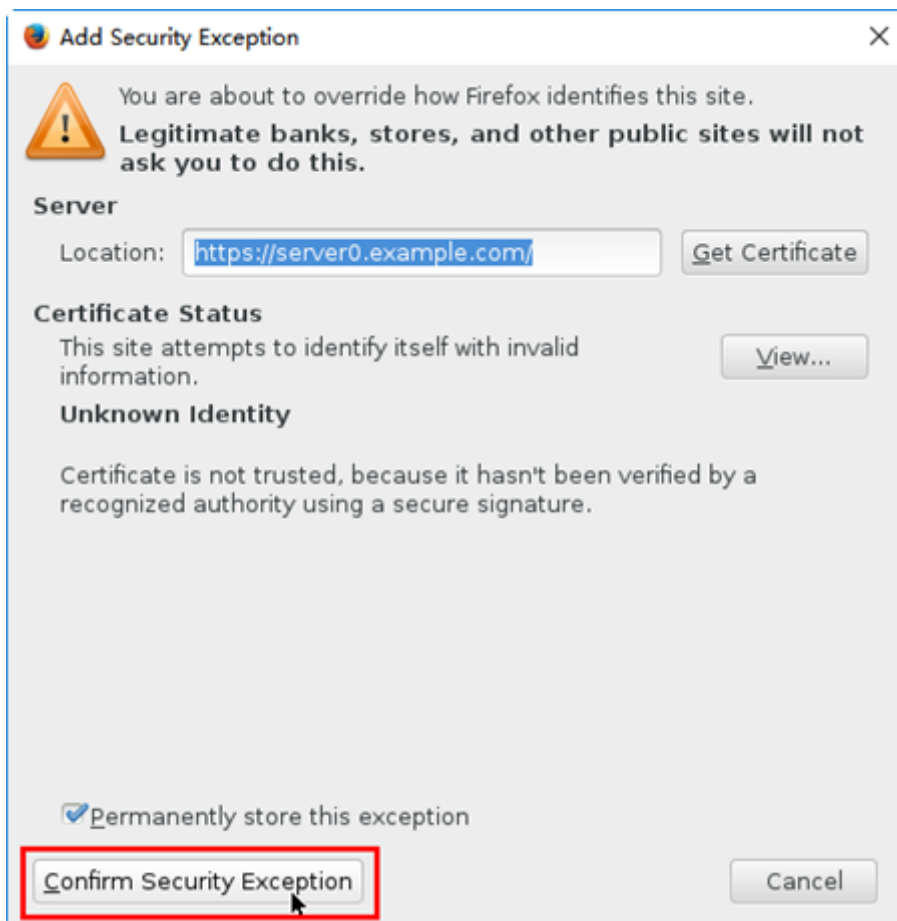 Add Security Exception
You are about to override how Firefox identifies this site.
Legitimate banks, stores, and other public sites will not
ask you to do this.
Server
Location: https://server0.example.com/ Get Certificate
Certificate Status
This site attempts to identify itself with invalid
information.
View...
Unknown Identity
Certificate is not trusted, because it hasn't been verified by a
recognized authority using a secure signature.
Permanently store this exception
Confirm Security Exception Cancel